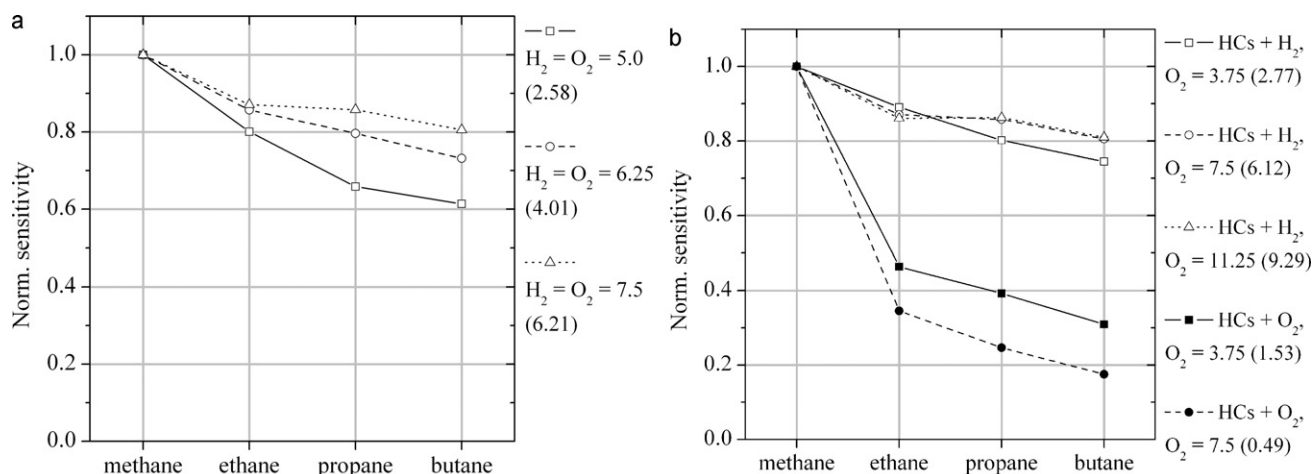 a
Norm. sensitivity
1.0
0.8
0.6
0.4
0.2
0.0
methane ethane propane butane
H₂ = O₂ = 5.0
(2.58)
H₂ = O₂ = 6.25
(4.01)
H₂ = O₂ = 7.5
(6.21)
b
Norm. sensitivity
1.0
0.8
0.6
0.4
0.2
0.0
methane ethane propane butane
HCs + H₂,
O₂ = 3.75 (2.77)
HCs + H₂,
O₂ = 7.5 (6.12)
HCs + H₂,
O₂ = 11.25 (9.29)
HCs + O₂,
O₂ = 3.75 (1.53)
HCs + O₂,
O₂ = 7.5 (0.49)